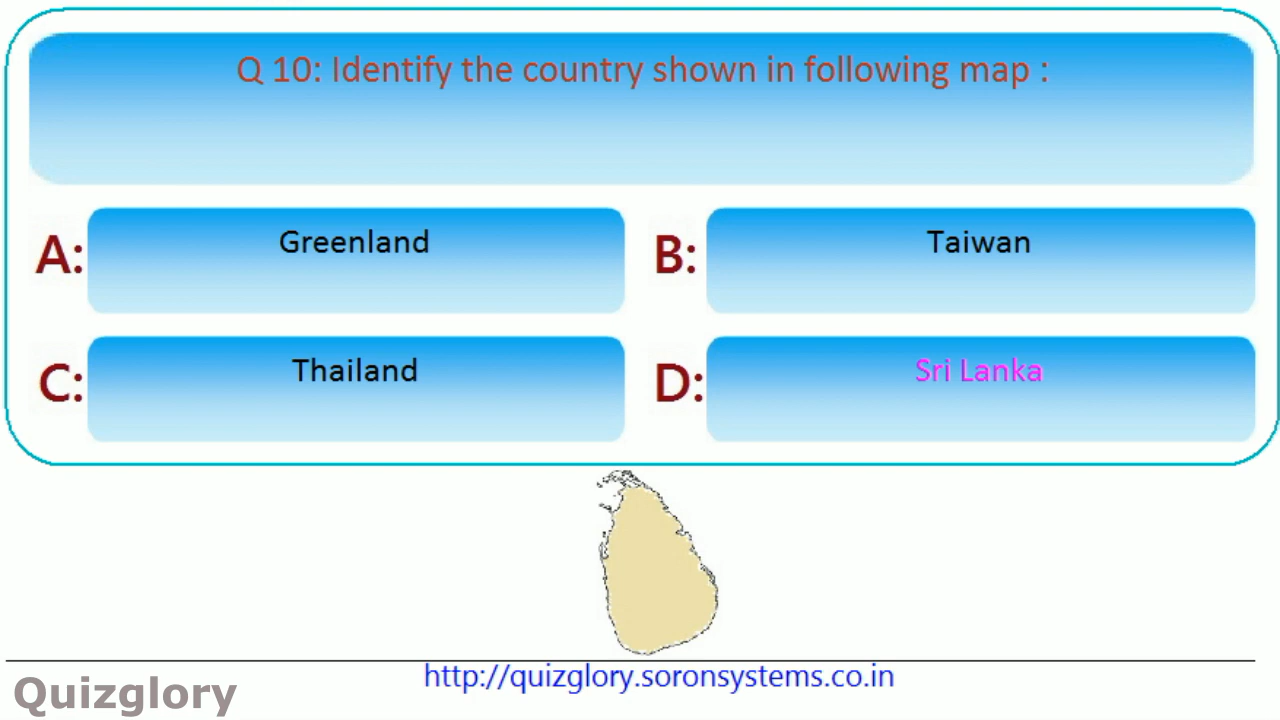 Q 10: Identify the country shown in following map :
A: Greenland
B: Taiwan
C: Thailand
D: Sri Lanka
http://quizglory.soronsystems.co.in
Quizglory